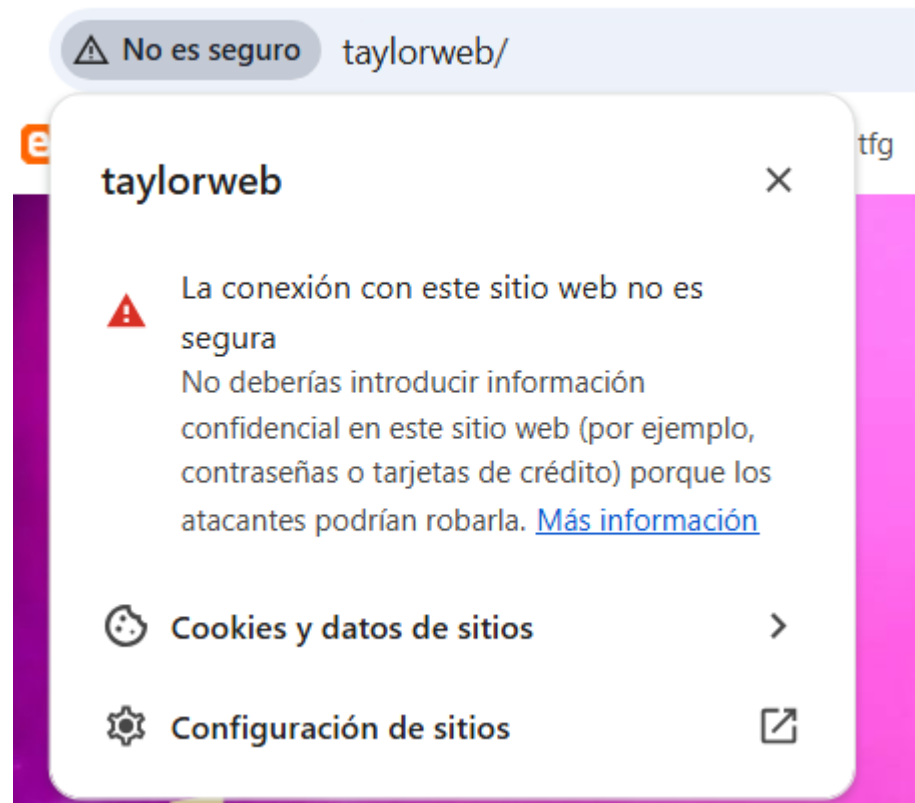 No es seguro taylorweb/
e
tfg
taylorweb
La conexión con este sitio web no es
segura
No deberías introducir información
confidencial en este sitio web (por ejemplo,
contraseñas o tarjetas de crédito) porque los
atacantes podrían robarla. Más información
Cookies y datos de sitios
Configuración de sitios